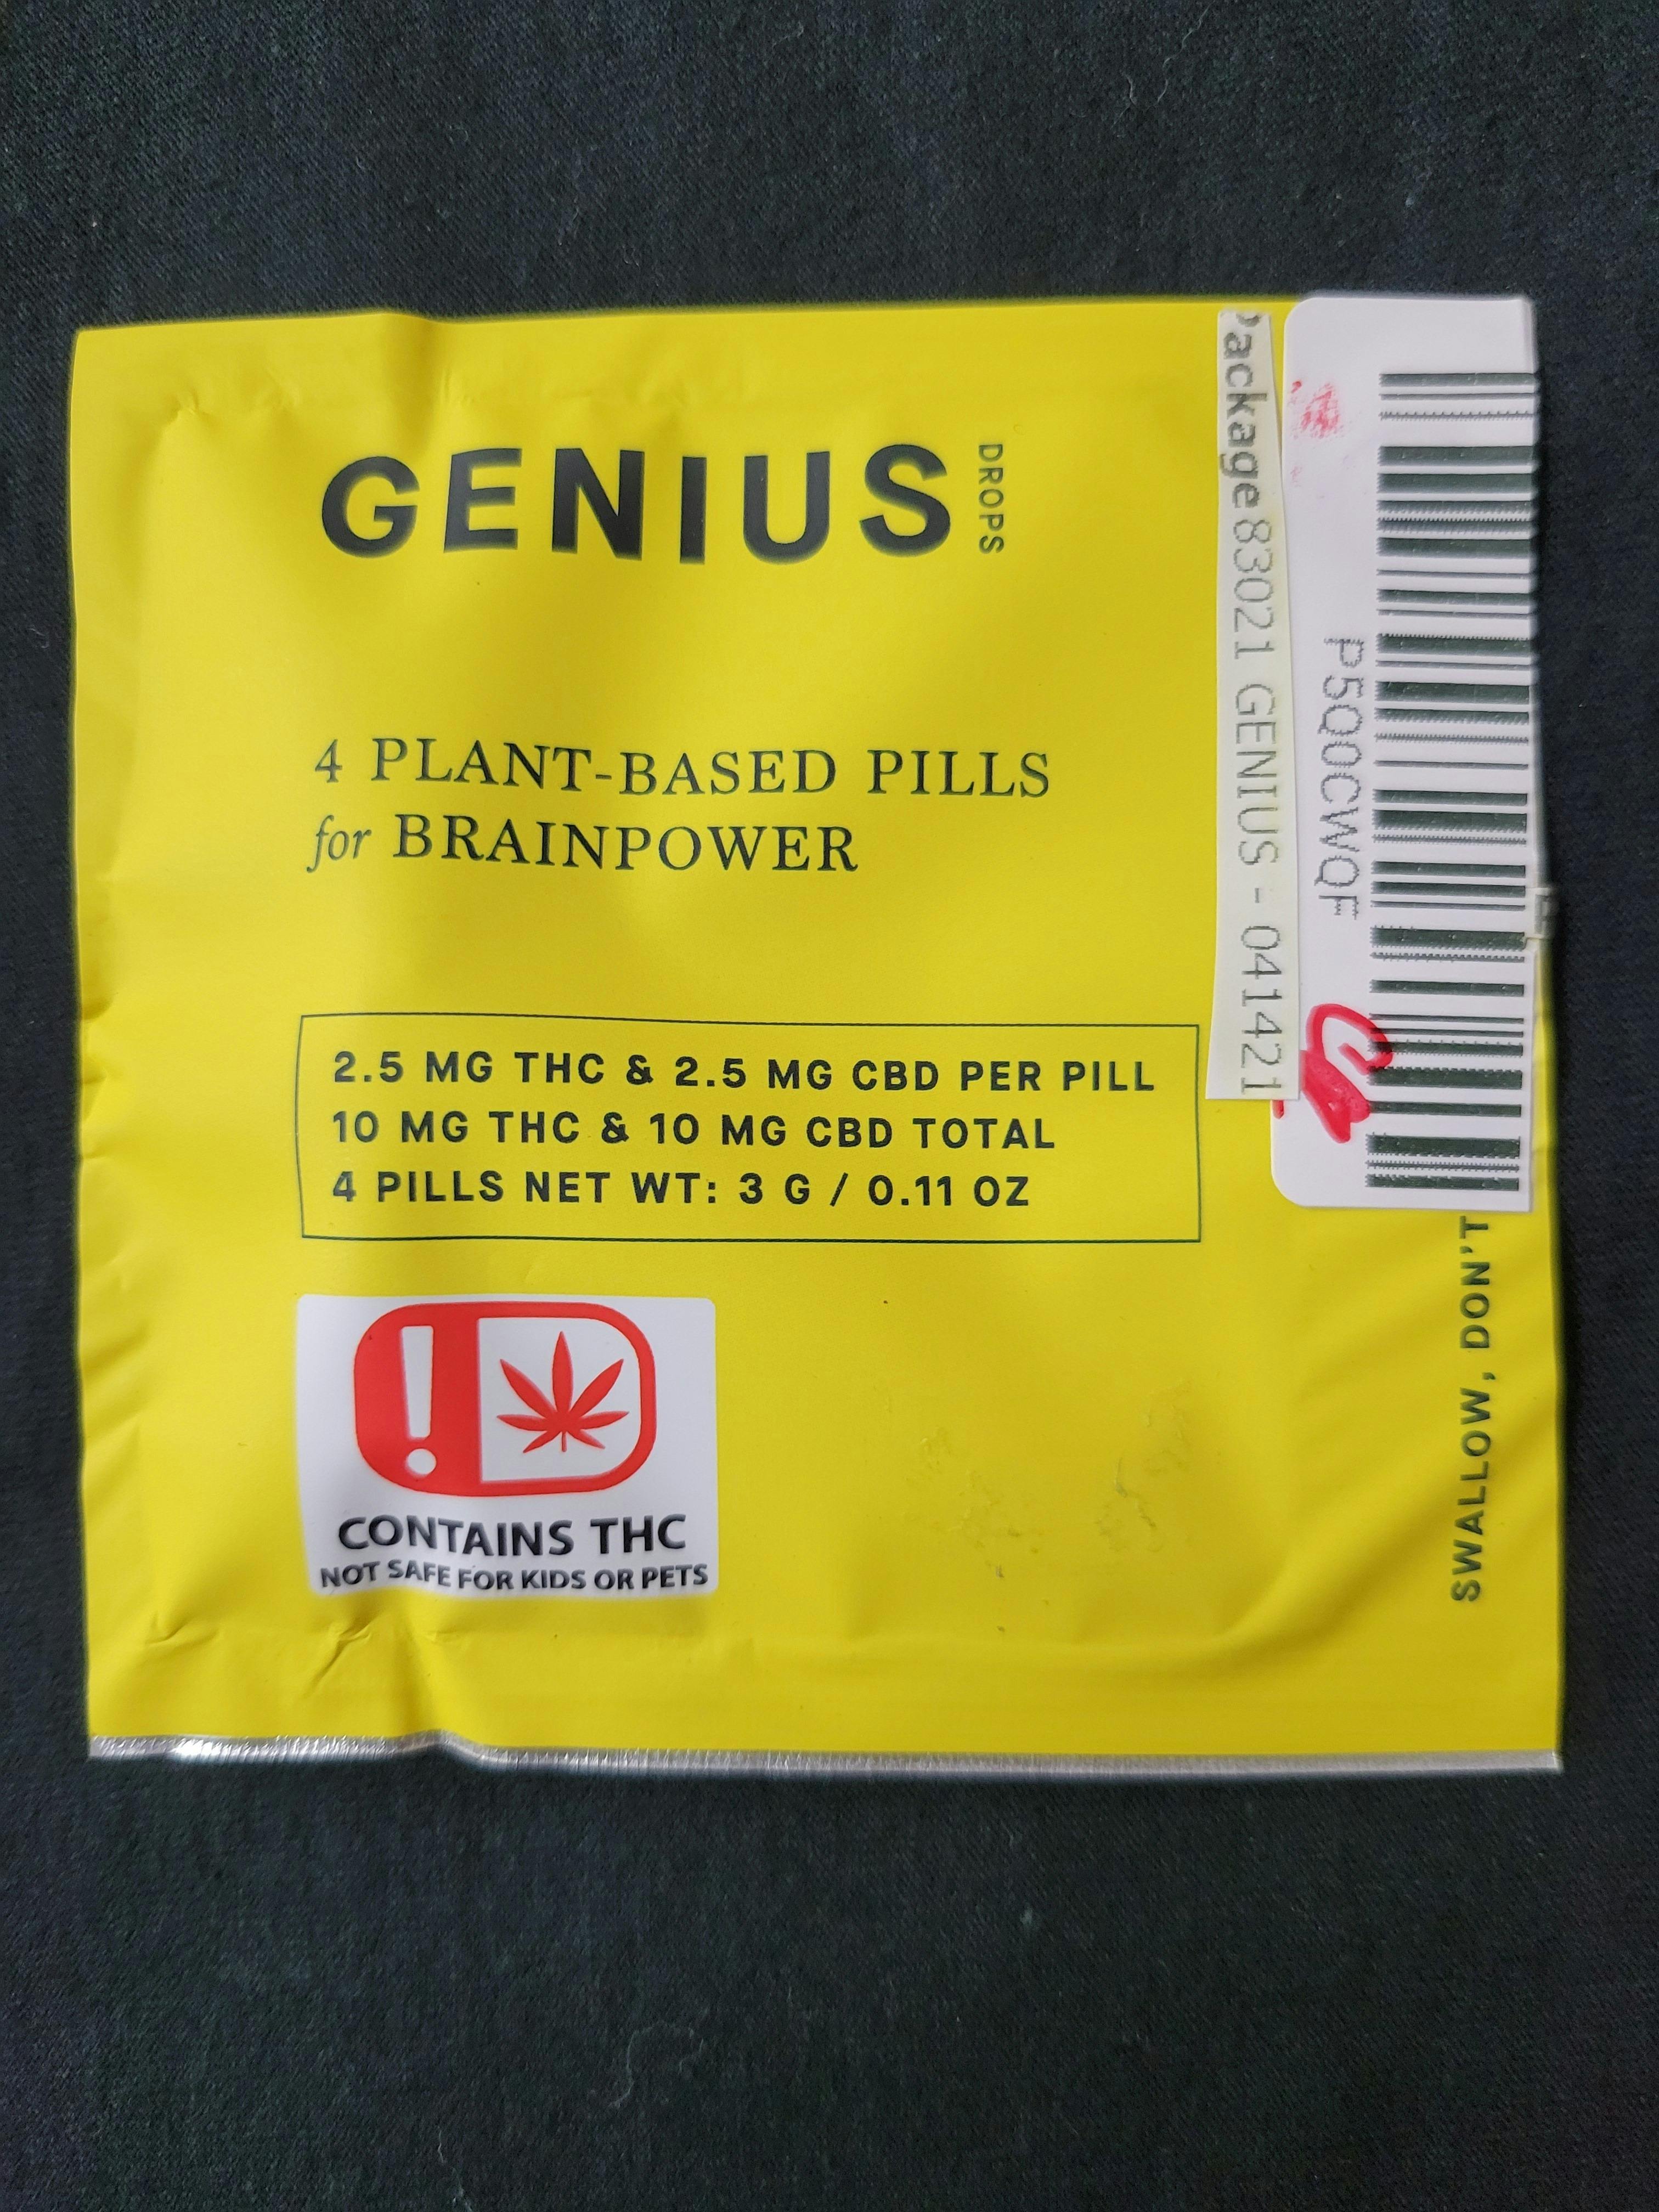 GENIUS
DROPS
4 PLANT-BASED PILLS
for BRAINPOWER
2.5 MG THC & 2.5 MG CBD PER PILL
10 MG THC & 10 MG CBD TOTAL
4 PILLS NET WT: 3 G / 0.11 OZ
CONTAINS THC
NOT SAFE FOR KIDS OR PETS
Package 83021 GENIUS - 041421
P5Q0CWQF
SWALLOW, DON'T